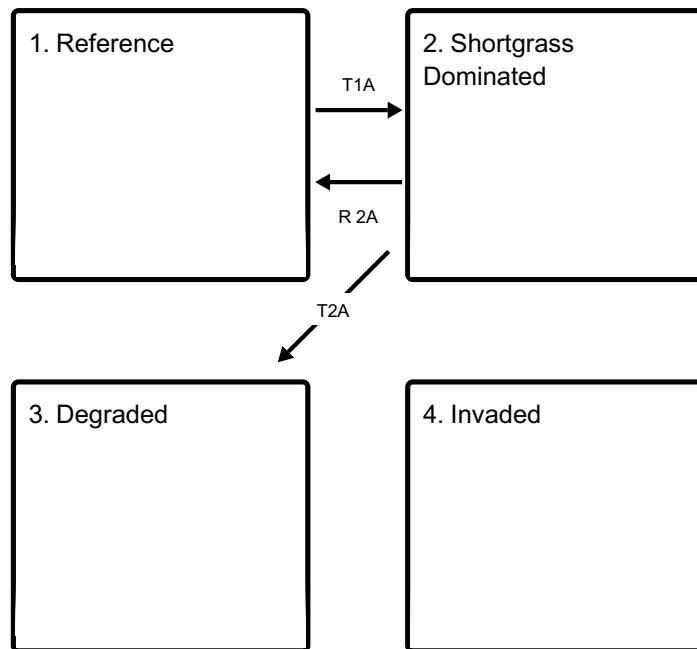 1. Reference
2. Shortgrass
Dominated
T1A
R 2A
T2A
3. Degraded
4. Invaded